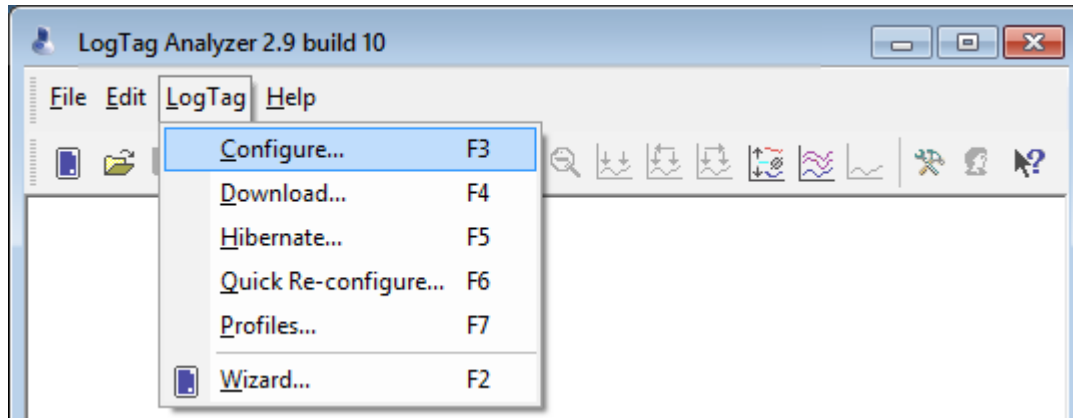 LogTag Analyzer 2.9 build 10
File Edit LogTag Help
Configure... F3
Download... F4
Hibernate... F5
Quick Re-configure... F6
Profiles... F7
Wizard... F2